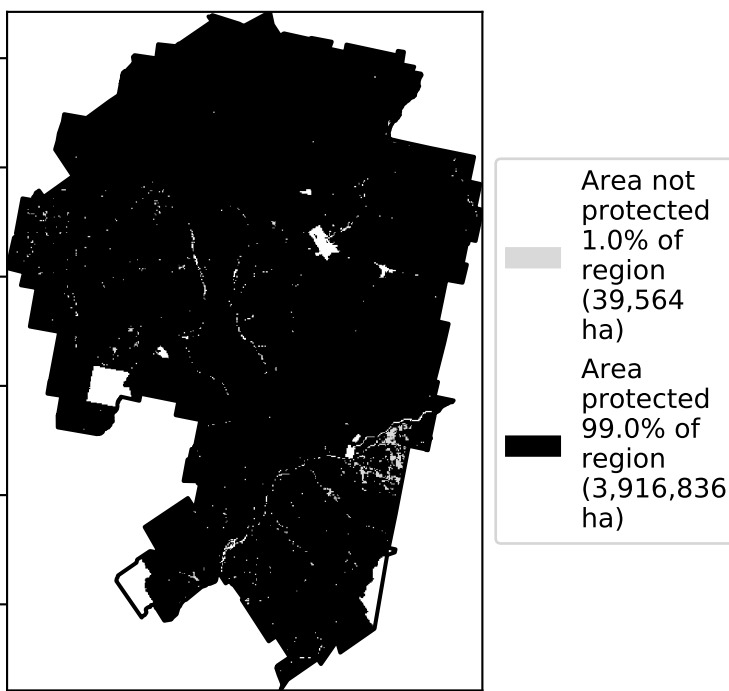 Area not
protected
1.0% of
region
(39,564
ha)
Area
protected
99.0% of
region
(3,916,836
ha)